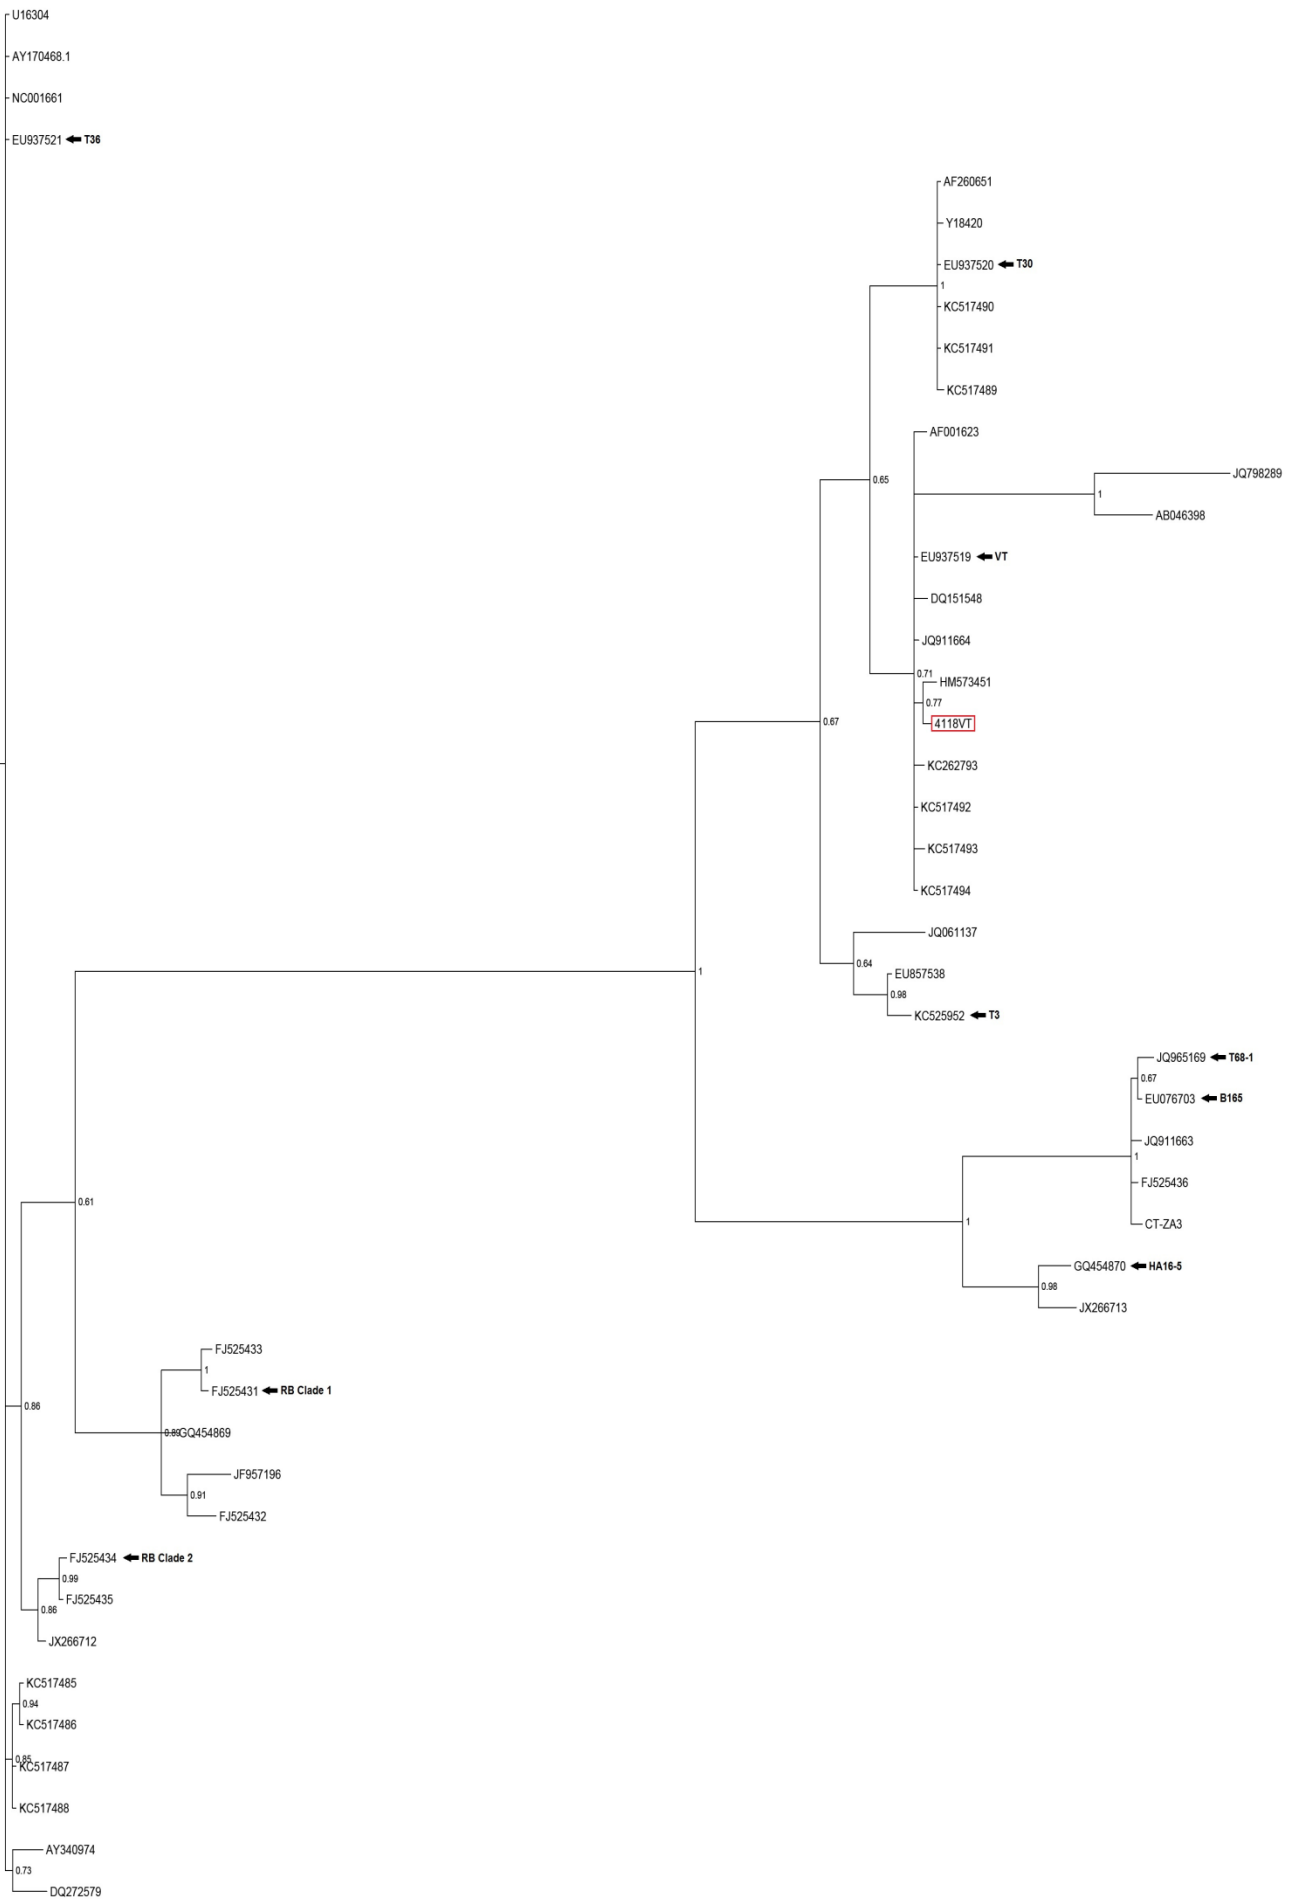 U16304
AY170468.1
NC001661
EU937521 T36
AF260651
Y18420
EU937520 T30
1
KC517490
KC517491
KC517489
AF001623
JQ798289
0.65
1
AB046398
EU937519 VT
DQ151548
JQ911664
0.71
HM573451
0.77
4118VT
0.67
KC262793
KC517492
KC517493
KC517494
JQ061137
0.64
1
EU857538
0.98
KC525952 T3
JQ965169 T68-1
0.67
EU076703 B165
JQ911663
1
FJ525436
0.61
1
CT-ZA3
GQ454870 HA16-5
0.98
JX266713
FJ525433
1
FJ525431 RB Clade 1
0.86
0.89 GQ454869
JF957196
0.91
FJ525432
FJ525434 RB Clade 2
0.99
FJ525435
0.86
JX266712
KC517485
0.94
KC517486
0.85
KC517487
KC517488
AY340974
0.73
DQ272579